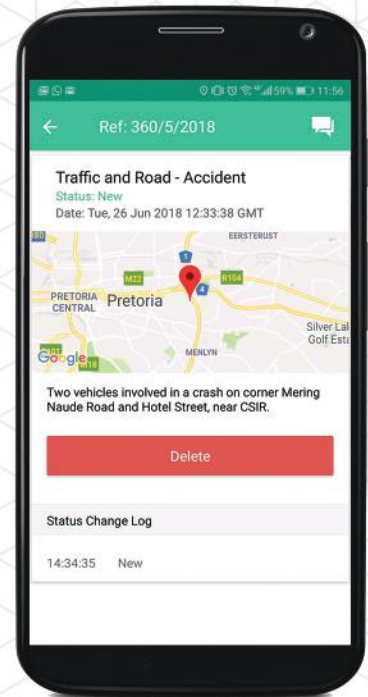 59% 11:56
Ref: 360/5/2018
Traffic and Road - Accident
Status: New
Date: Tue, 26 Jun 2018 12:33:38 GMT
EERSTERUST
1
M22
R104
4
PRETORIA
CENTRAL
Pretoria
Silver Lak
Golf Esta
MENLYN
Google
Two vehicles involved in a crash on corner Mering
Naude Road and Hotel Street, near CSIR.
Delete
Status Change Log
14:34:35 New